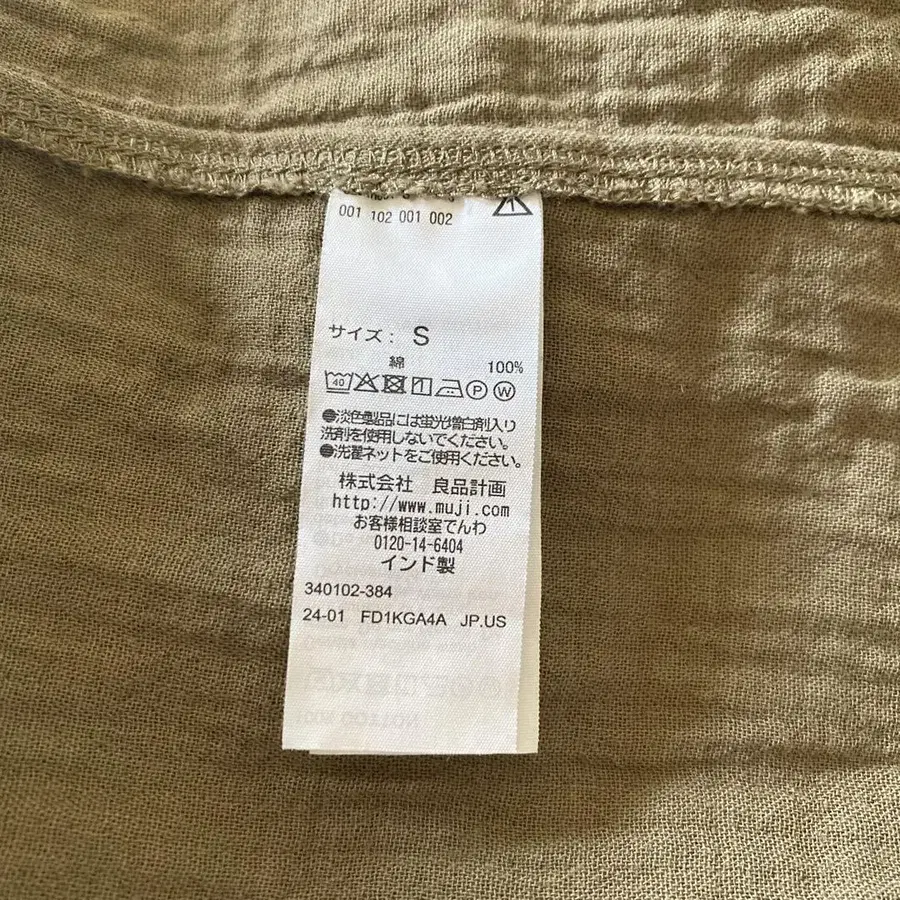 001 102 001 002
サイズ: S
綿 100%
40 P W
●淡色製品には蛍光増白剤入り
洗剤を使用しないでください。
●洗濯ネットをご使用ください。
株式会社 良品計画
http://www.muji.com
お客様相談室でんわ
0120-14-6404
インド製
340102-384
24-01 FD1KGA4A JP.US